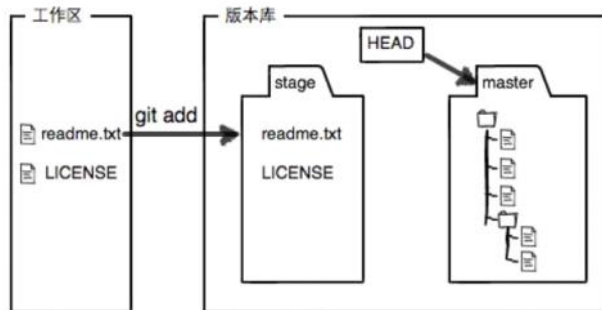 工作区
版本库
HEAD
stage
master
git add
readme.txt
readme.txt
LICENSE
LICENSE